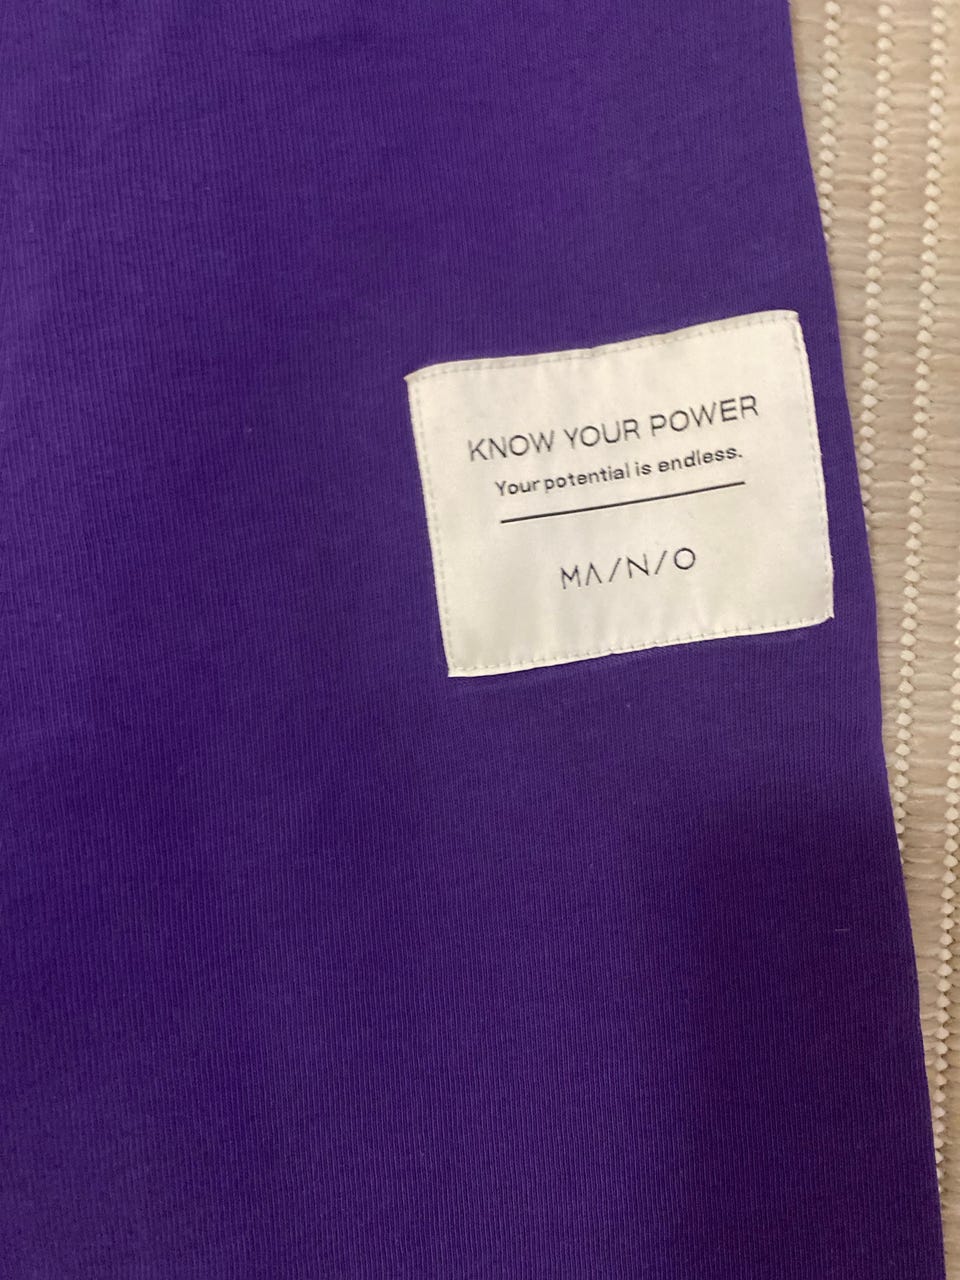 KNOW YOUR POWER
Your potential is endless.
MΛ/N/O